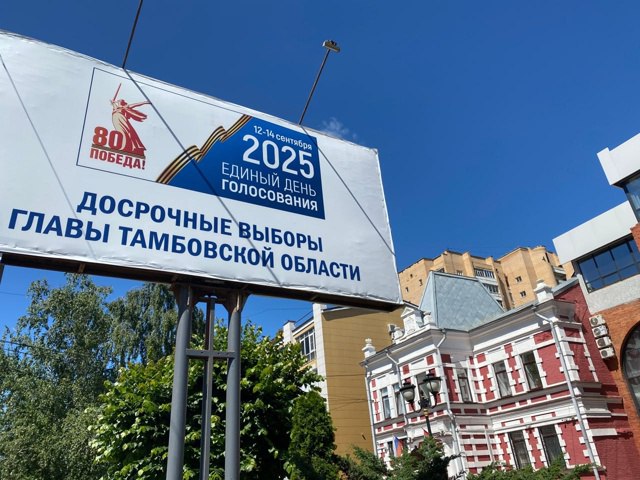 80
ПОБЕДА!
12-14 сентября
2025
ЕДИНЫЙ ДЕНЬ
ГОЛОСОВАНИЯ
ДОСРОЧНЫЕ ВЫБОРЫ
ГЛАВЫ ТАМБОВСКОЙ ОБЛАСТИ